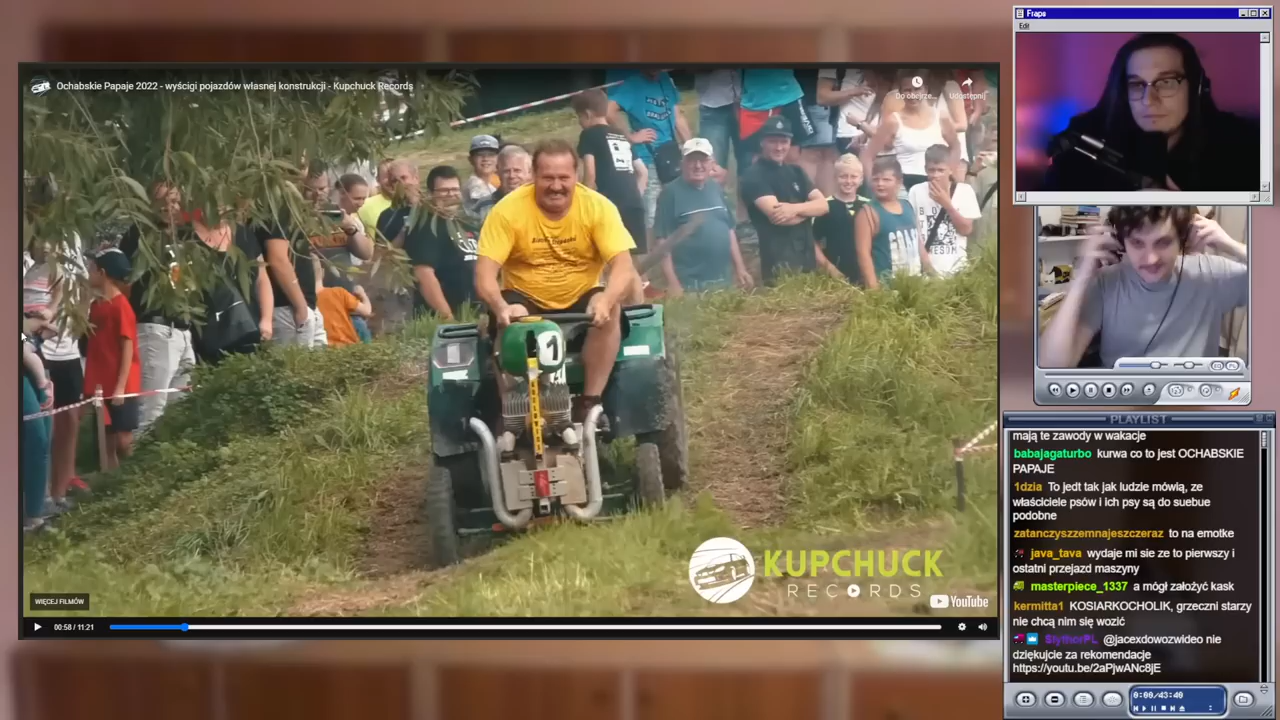 Ochabskie Papaje 2022 - wyścigi pojazdów własnej konstrukcji - Kupchuck Records
Do obejrze...
Udostępnij
1
KUPCHUCK
RECORDS
WIĘCEJ FILMÓW
YouTube
00:58 / 11:21
Fraps
Edit
PLAYLIST
mają te zawody w wakacje
babajagaturbo kurwa co to jest OCHABSKIE
PAPAJE
1dzia To jedt tak jak ludzie mówią, ze
właściciele psów i ich psy są do suebue
podobne
zatanczyszzemnajeszczeraz to na emotke
java_tava wydaje mi sie ze to pierwszy i
ostatni przejazd maszyny
masterpiece_1337 a mógł założyć kask
kermitta1 KOSIARKOCHOLIK, grzeczni starzy
nie chcą nim się wozić
StythorPL @jacexdowozwideo nie
dziękujcie za rekomendacje
https://youtu.be/2aPjwANc8jE
0:00/43:40